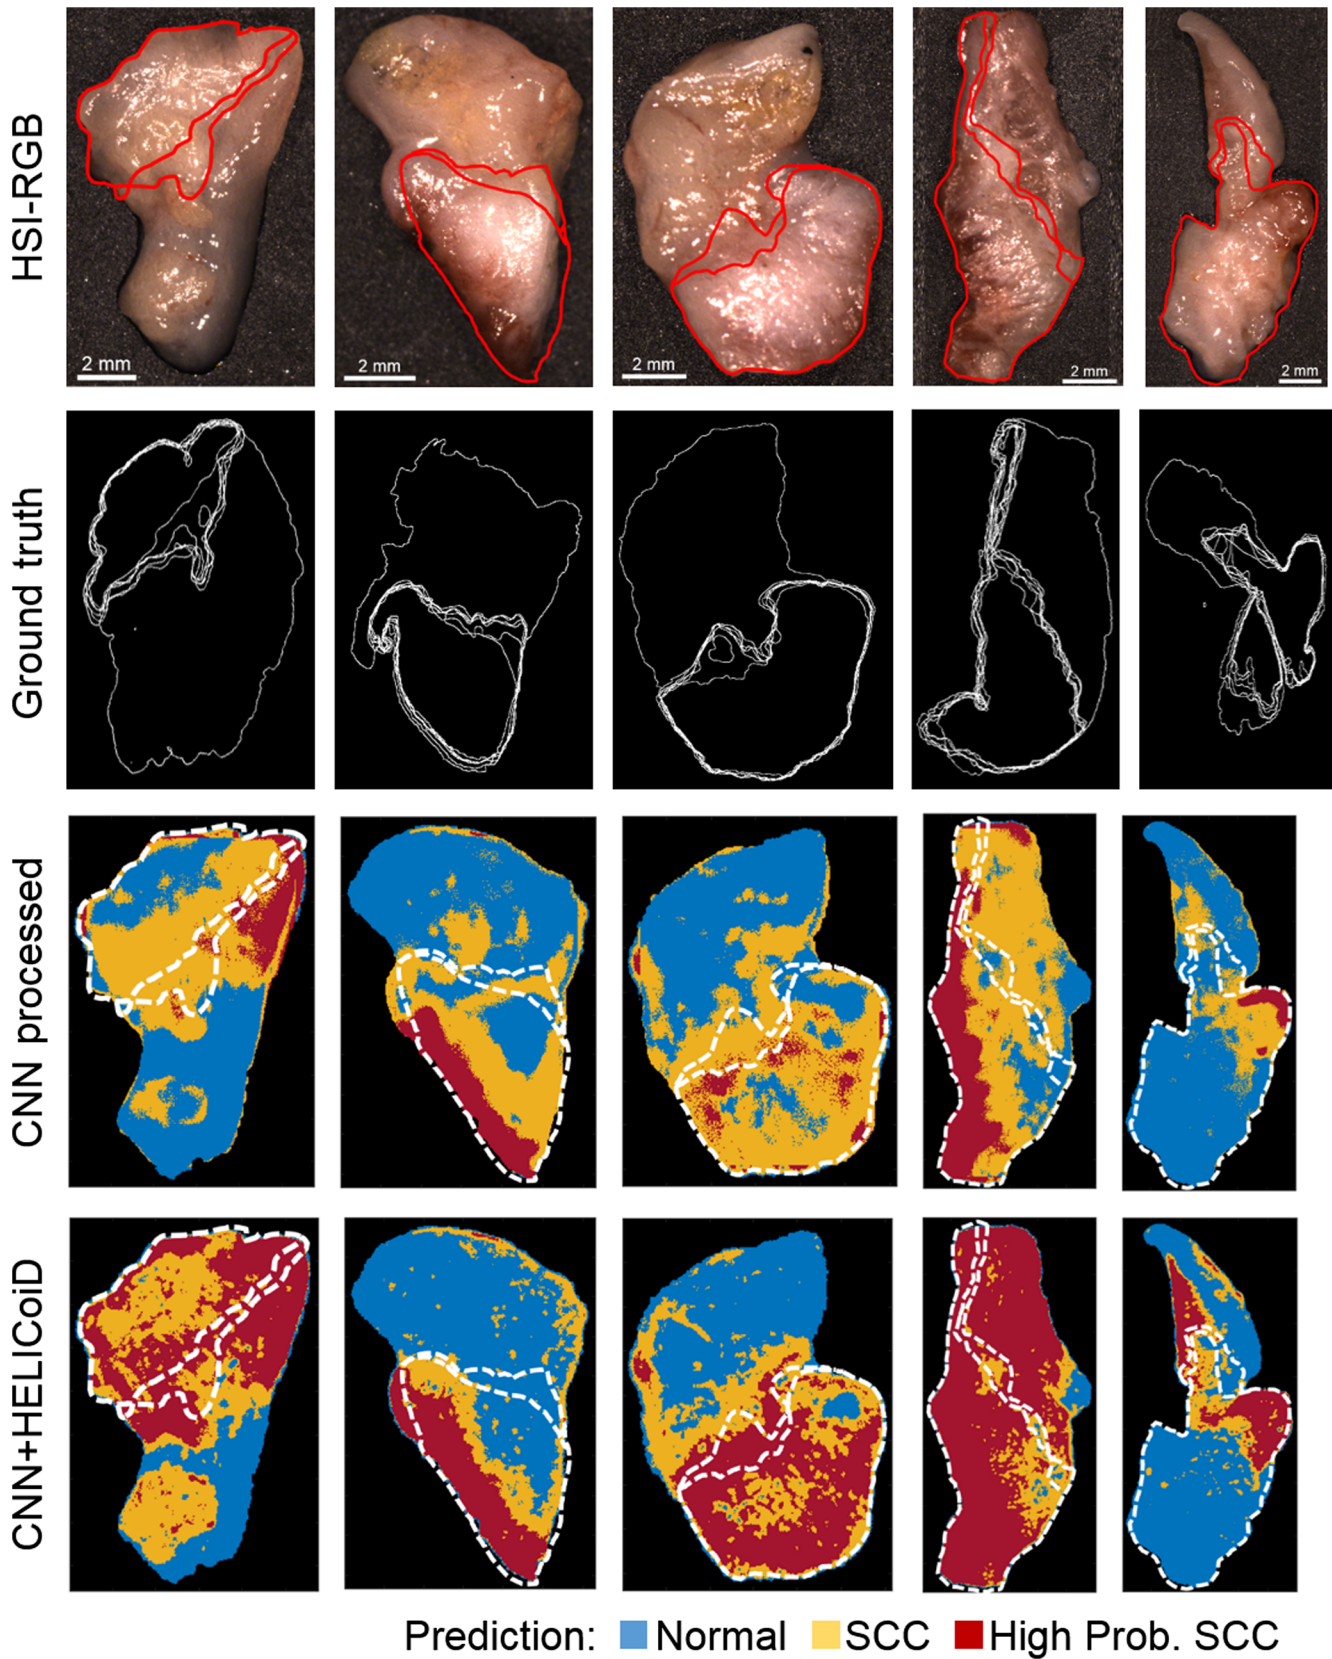 HSI-RGB
2 mm
2 mm
2 mm
2 mm
2 mm
Ground truth
CNN processed
CNN+HELICoiD
Prediction: Normal SCC High Prob. SCC